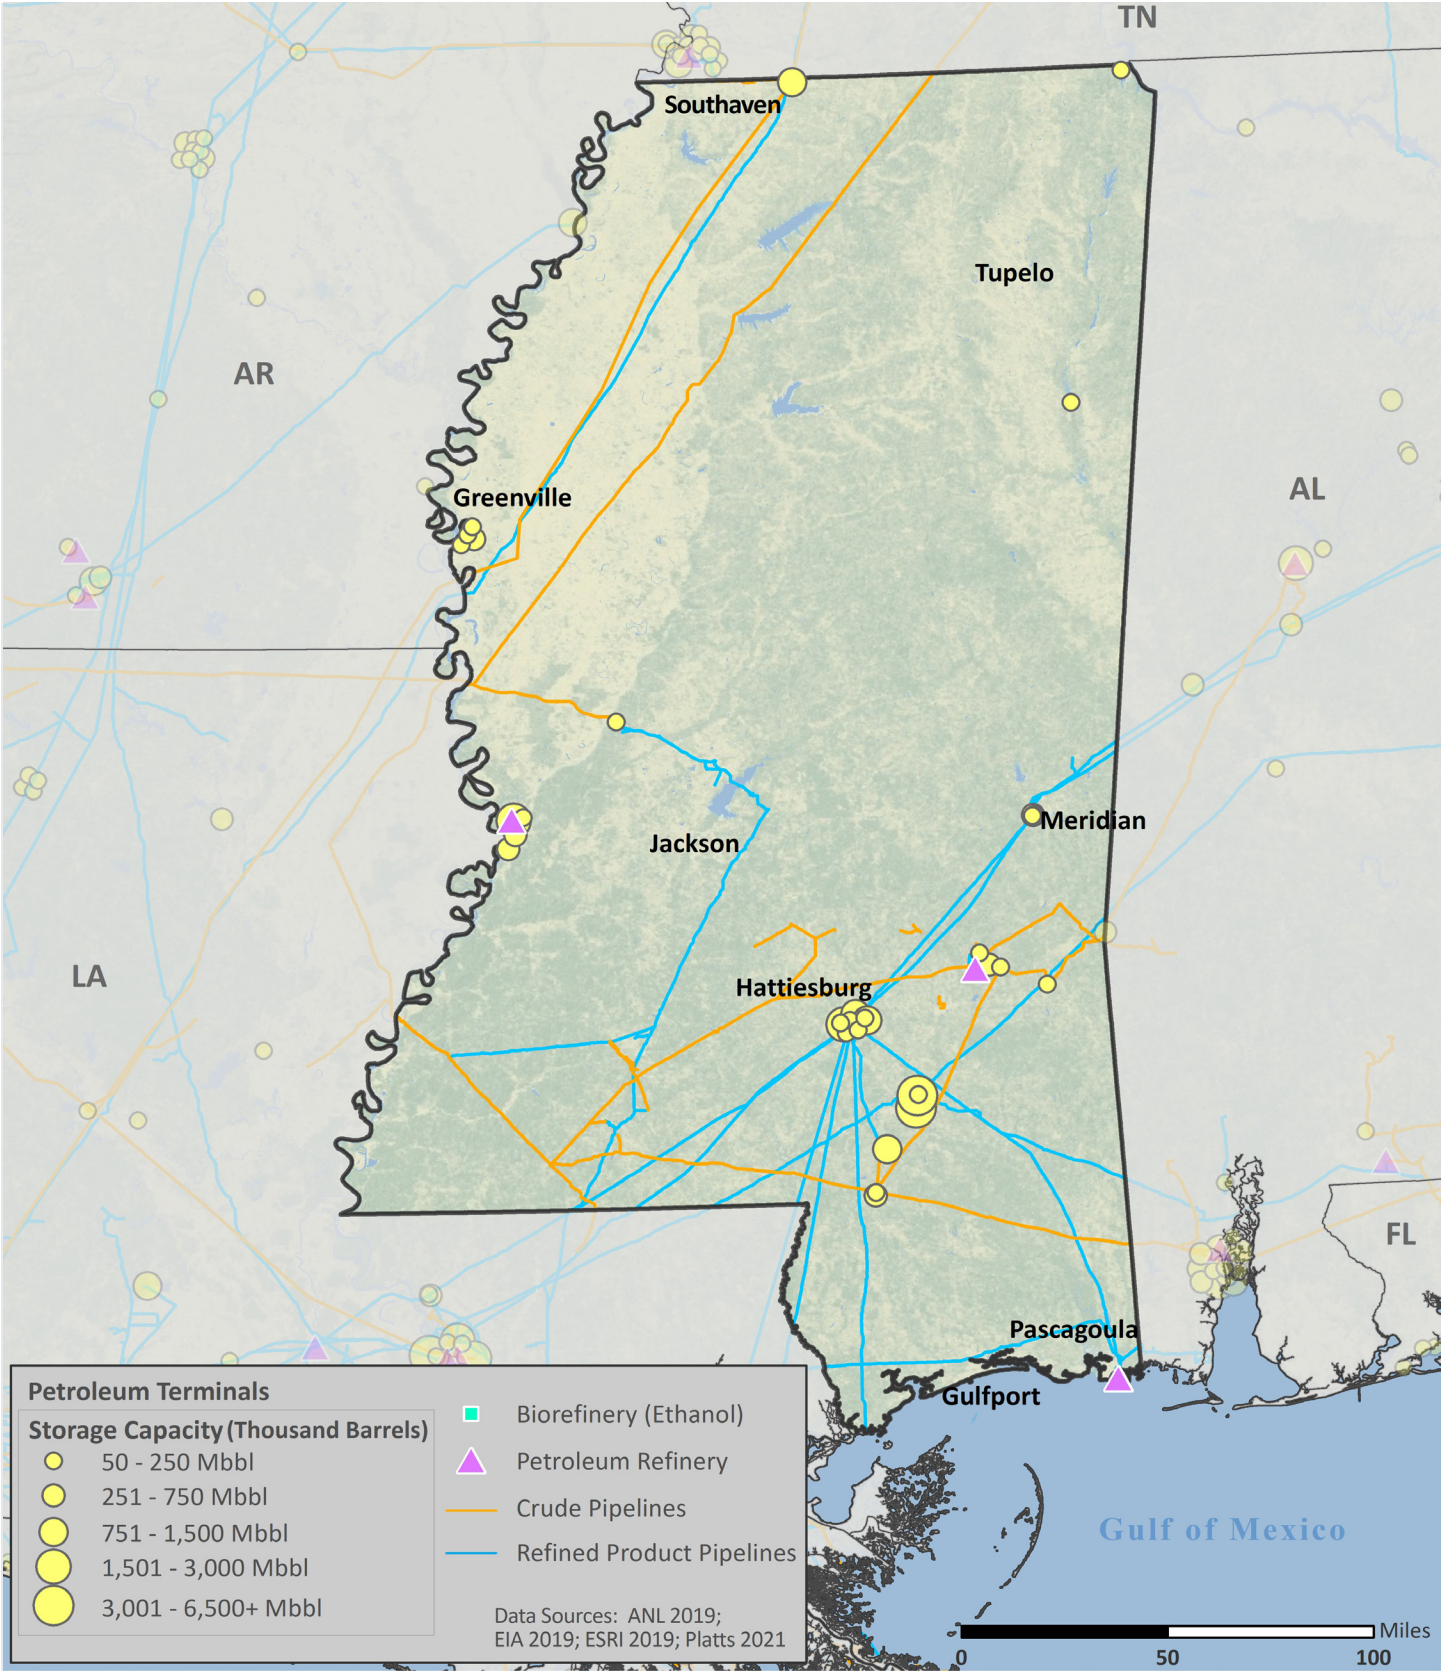 TN
Southaven
Tupelo
AR
Greenville
AL
Jackson
Meridian
LA
Hattiesburg
FL
Pascagoula
Gulfport
Gulf of Mexico
Petroleum Terminals
Storage Capacity (Thousand Barrels)
50 - 250 Mbbl
251 - 750 Mbbl
751 - 1,500 Mbbl
1,501 - 3,000 Mbbl
3,001 - 6,500+ Mbbl
Biorefinery (Ethanol)
Petroleum Refinery
Crude Pipelines
Refined Product Pipelines
Data Sources: ANL 2019;
EIA 2019; ESRI 2019; Platts 2021
Miles
0 50 100